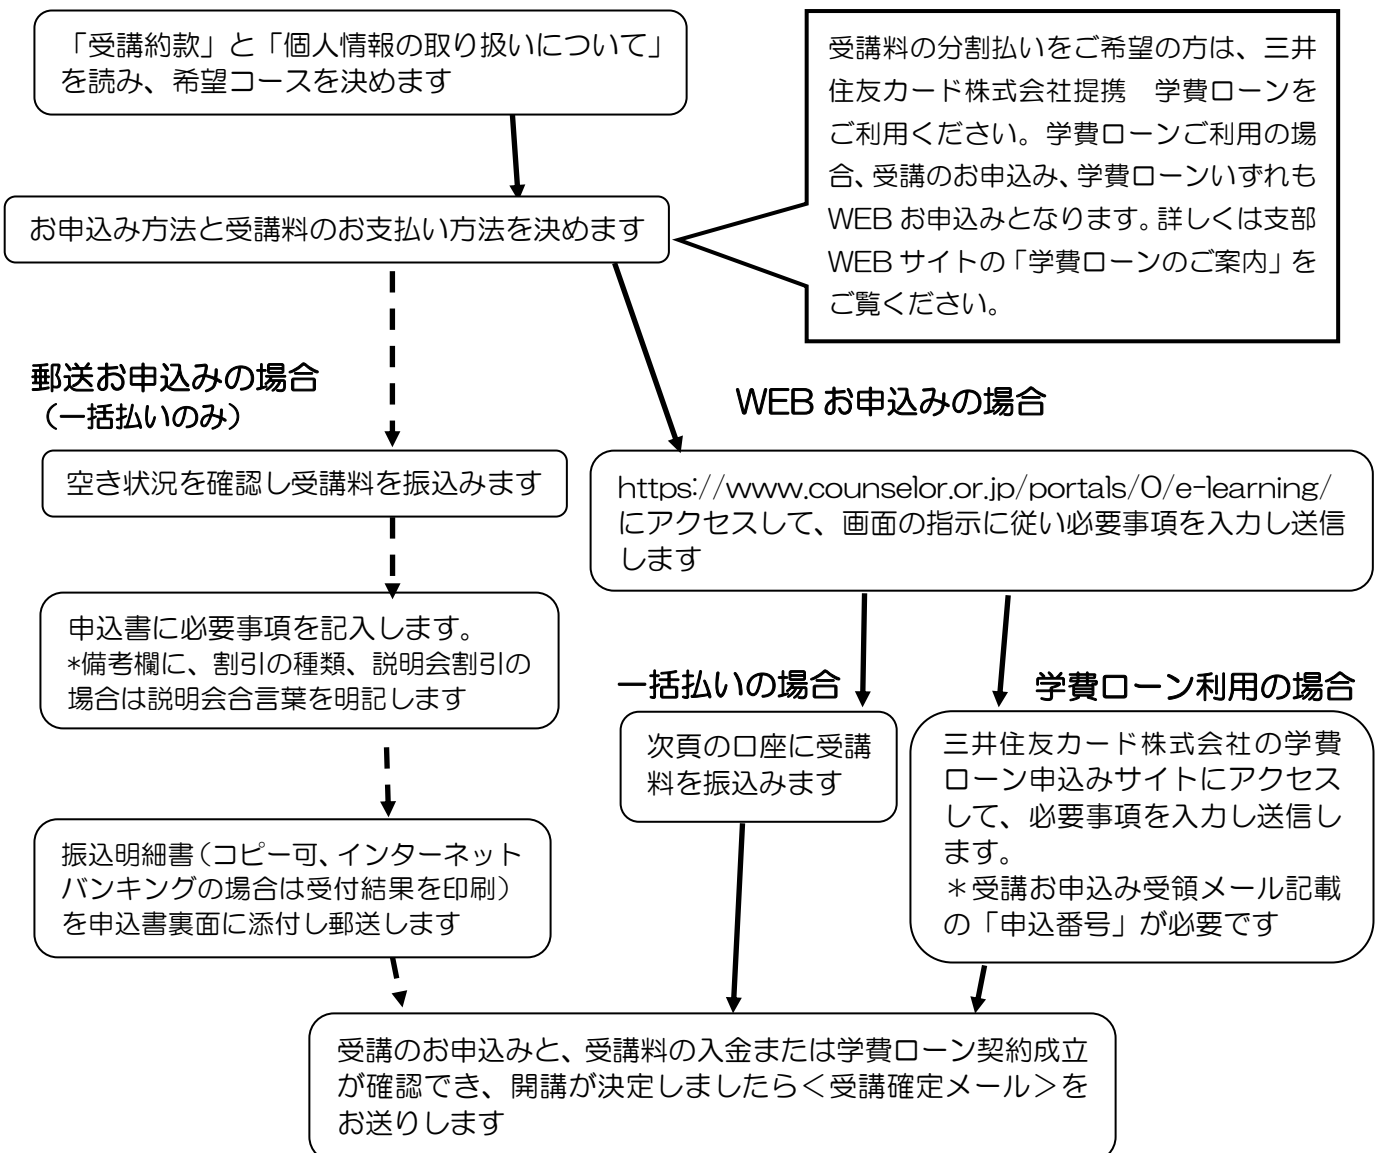 「受講約款」と「個人情報の取り扱いについて」
を読み、希望コースを決めます
受講料の分割払いをご希望の方は、三井
住友カード株式会社提携　学費ローンを
ご利用ください。学費ローンご利用の場
合、受講のお申込み、学費ローンいずれも
WEB お申込みとなります。詳しくは支部
WEB サイトの「学費ローンのご案内」を
ご覧ください。
お申込み方法と受講料のお支払い方法を決めます
郵送お申込みの場合
（一括払いのみ）
空き状況を確認し受講料を振込みます
申込書に必要事項を記入します。
*備考欄に、割引の種類、説明会割引の
場合は説明会合言葉を明記します
振込明細書（コピー可、インターネット
バンキングの場合は受付結果を印刷）
を申込書裏面に添付し郵送します
WEB お申込みの場合
https://www.counselor.or.jp/portals/0/e-learning/
にアクセスして、画面の指示に従い必要事項を入力し送信
します
一括払いの場合
次頁の口座に受講
料を振込みます
学費ローン利用の場合
三井住友カード株式会社の学費
ローン申込みサイトにアクセス
して、必要事項を入力し送信し
ます。
＊受講お申込み受領メール記載
の「申込番号」が必要です
受講のお申込みと、受講料の入金または学費ローン契約成立
が確認でき、開講が決定しましたら＜受講確定メール＞を
お送りします